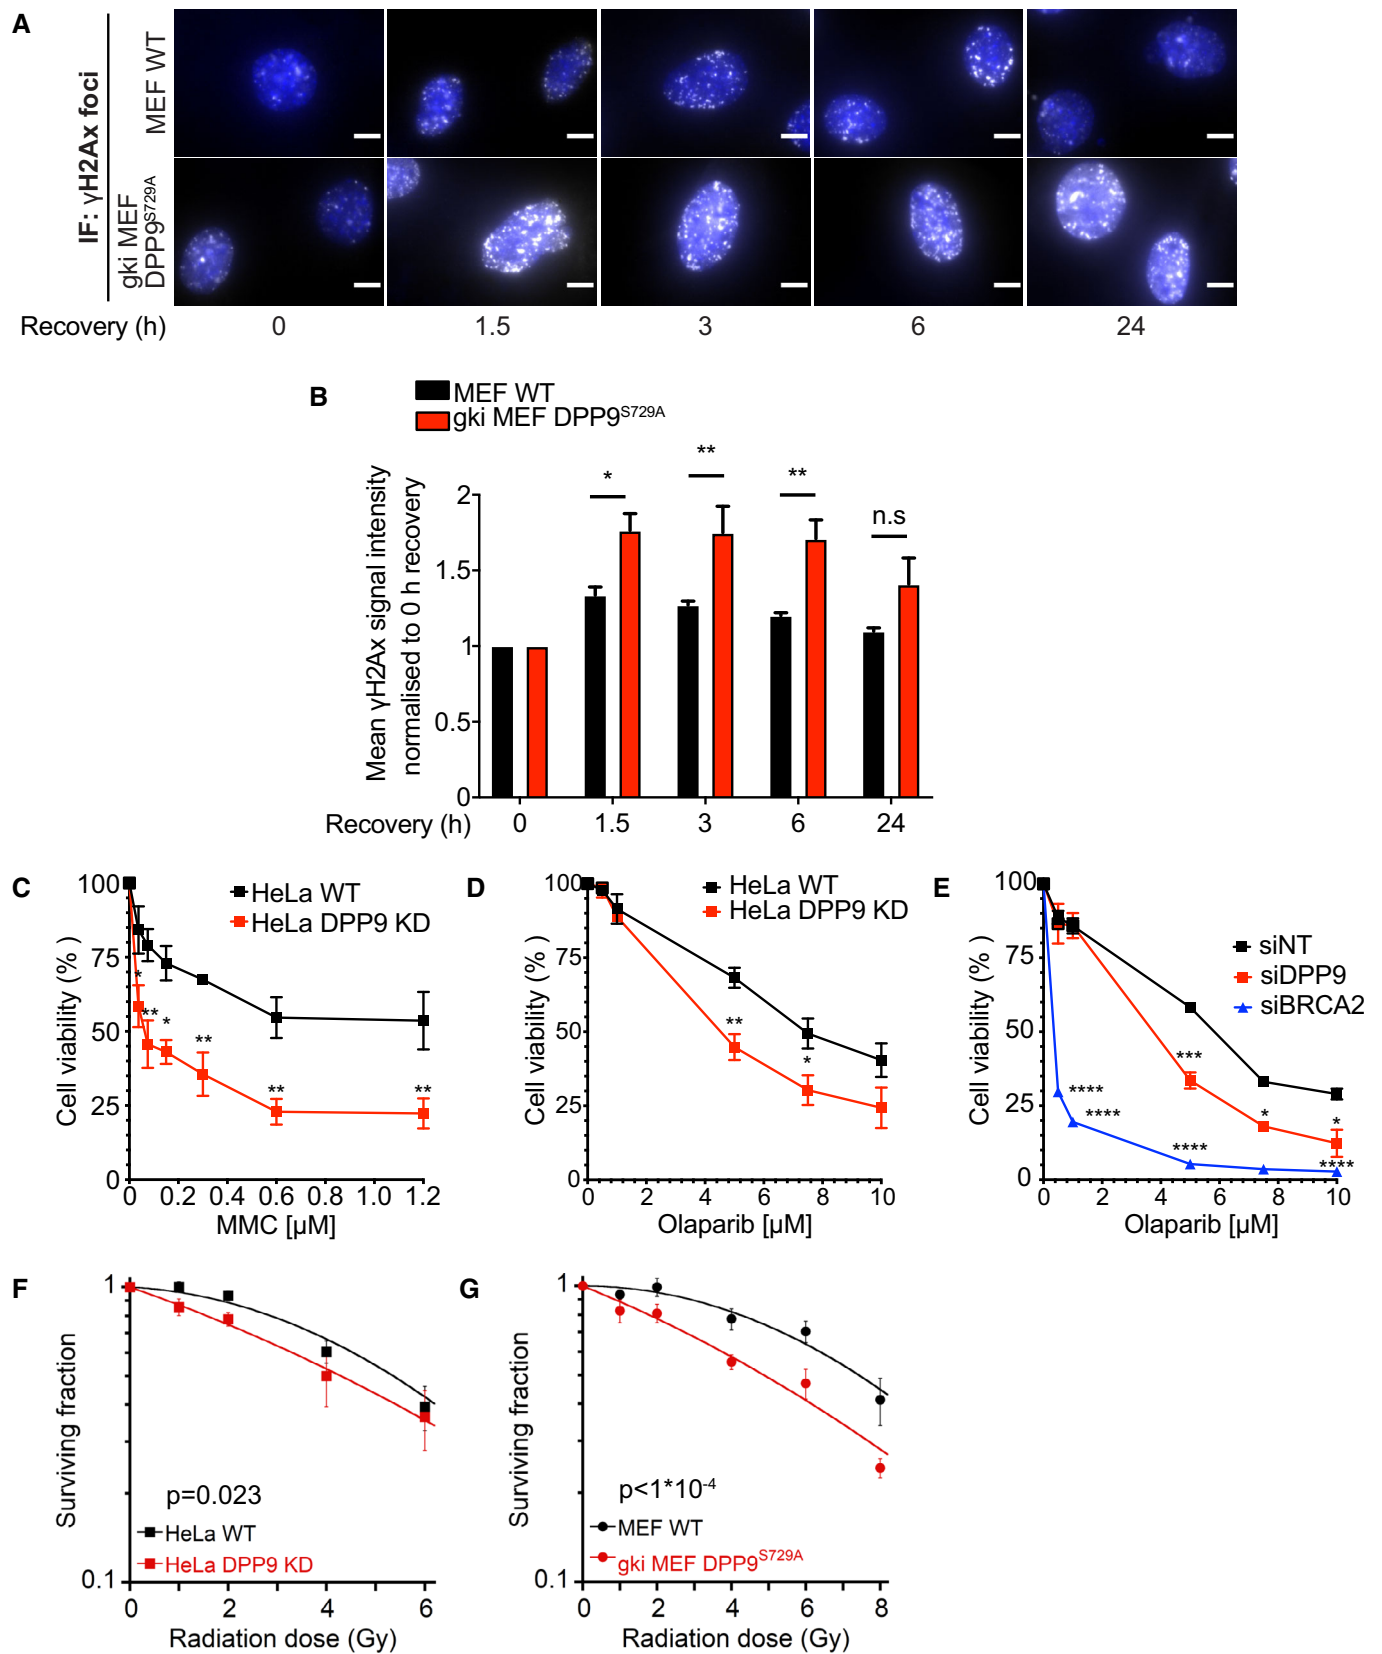 A
IF: γH2Ax foci
MEF WT
gki MEF
DPP9S729A
Recovery (h)
0
1.5
3
6
24
B
MEF WT
gki MEF DPP9S729A
Mean γH2Ax signal intensity
normalised to 0 h recovery
2
1.5
1
0.5
0
*
**
**
n.s
Recovery (h)
0
1.5
3
6
24
C
Cell viability (% )
100
75
50
25
0
HeLa WT
HeLa DPP9 KD
*
**
*
**
**
**
0
0.2
0.4
0.6
0.8
1.0
1.2
MMC [µM]
D
Cell viability (% )
100
75
50
25
0
HeLa WT
HeLa DPP9 KD
**
*
0
2
4
6
8
10
Olaparib [µM]
E
Cell viability (% )
100
75
50
25
0
siNT
siDPP9
siBRCA2
***
*
*
****
****
****
****
0
2
4
6
8
10
Olaparib [µM]
F
Surviving fraction
1
0.1
p=0.023
HeLa WT
HeLa DPP9 KD
0
2
4
6
Radiation dose (Gy)
G
Surviving fraction
1
0.1
p<1*10-4
MEF WT
gki MEF DPP9S729A
0
2
4
6
8
Radiation dose (Gy)